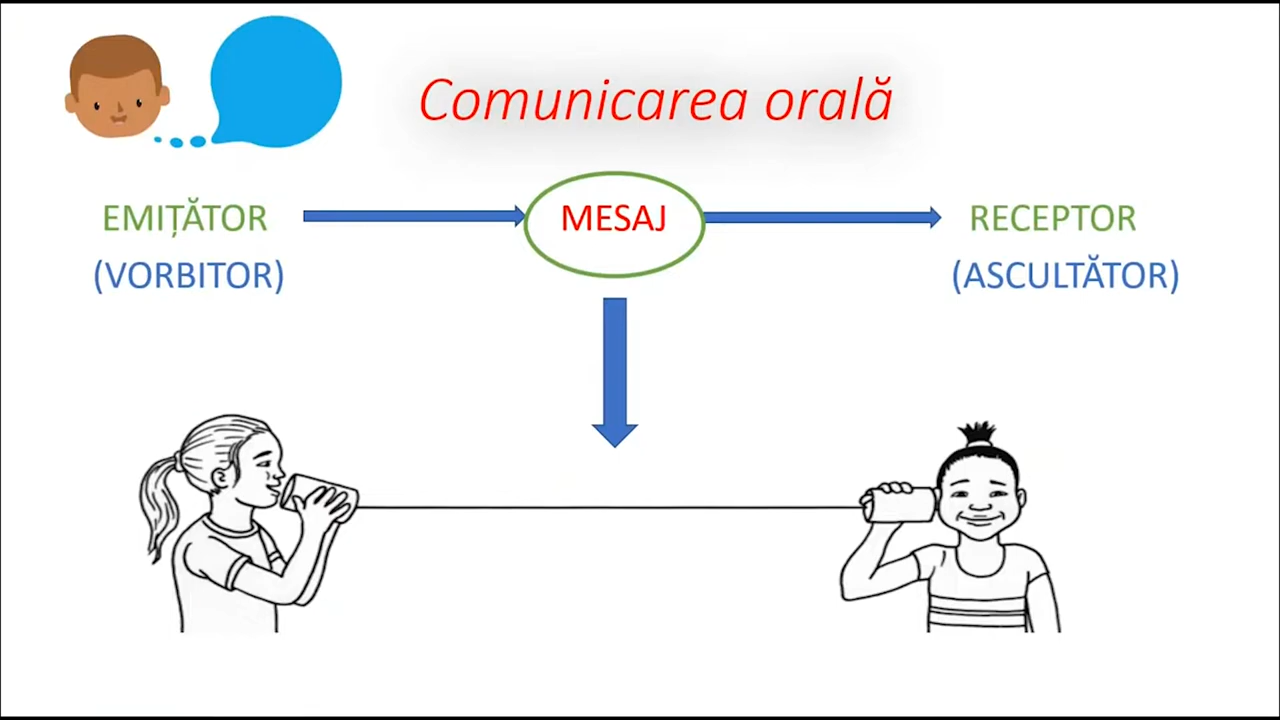 Comunicarea orală
EMIȚĂTOR
MESAJ
RECEPTOR
(VORBITOR)
(ASCULTĂTOR)